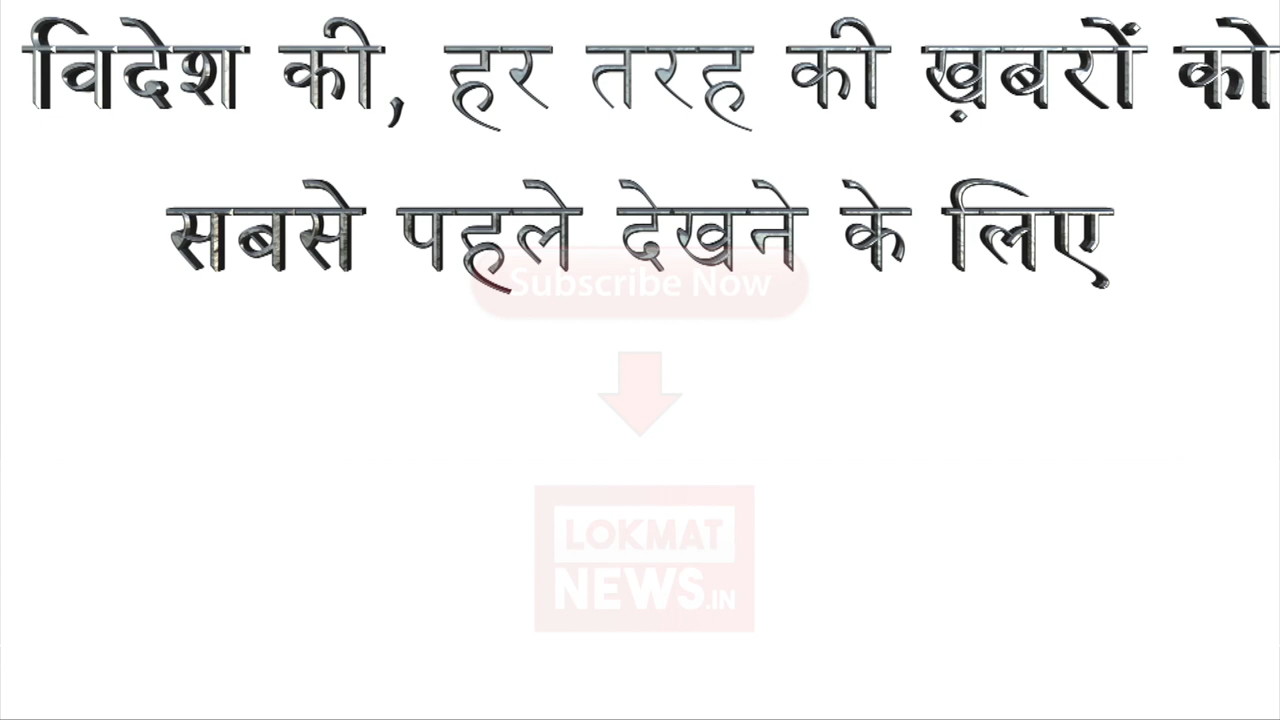 विदेश की, हर तरह की ख़बरों को
सबसे पहले देखने के लिए
Subscribe Now
LOKMAT
NEWS.IN